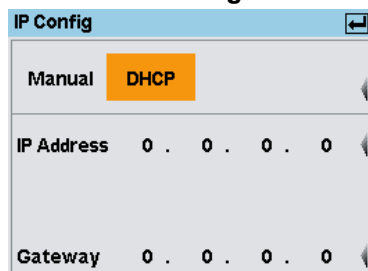 IP Config
Manual DHCP
IP Address 0 . 0 . 0 . 0
Gateway 0 . 0 . 0 . 0